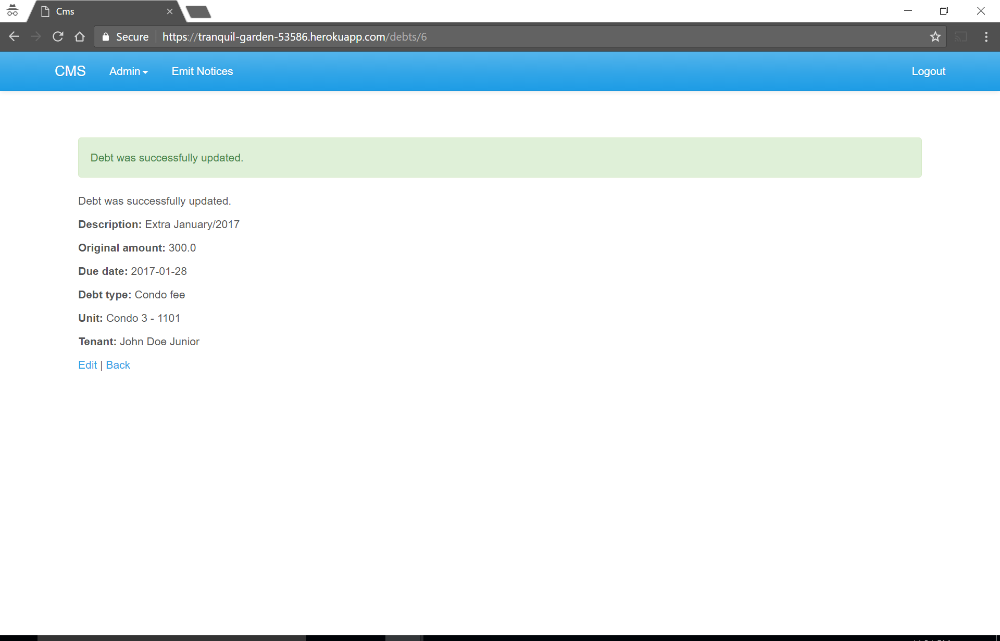 Cms
Secure https://tranquil-garden-53586.herokuapp.com/debts/6
CMS Admin Emit Notices Logout
Debt was successfully updated.
Debt was successfully updated.
Description: Extra January/2017
Original amount: 300.0
Due date: 2017-01-28
Debt type: Condo fee
Unit: Condo 3 - 1101
Tenant: John Doe Junior
Edit | Back